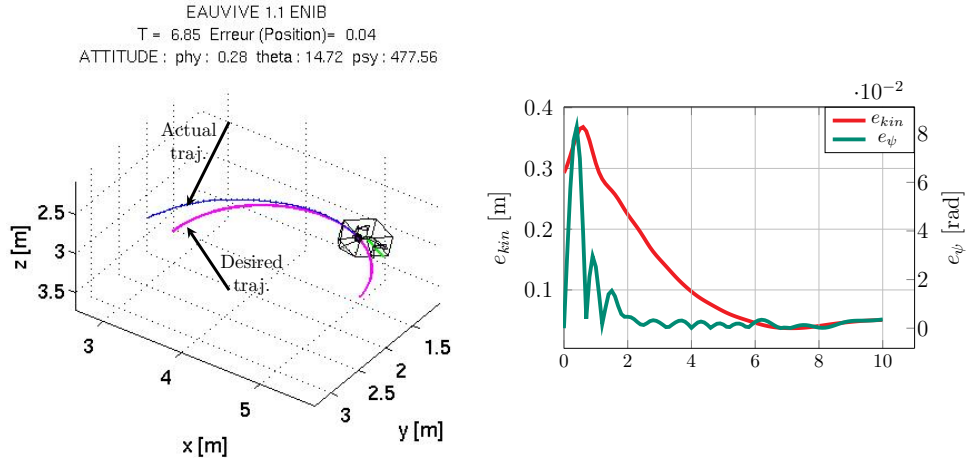 EAUVIVE 1.1 ENIB
T = 6.85 Erreur (Position)= 0.04
ATTITUDE : phy : 0.28 theta : 14.72 psy : 477.56
Actual
traj.
Desired
traj.
2.5
3
3.5
z [m]
3
4
5
x [m]
1.5
2
2.5
3
y [m]
·10⁻²
0.4
0.3
0.2
0.1
e_kin [m]
0
2
4
6
8
10
8
6
4
2
0
e_ψ [rad]
e_kin
e_ψ